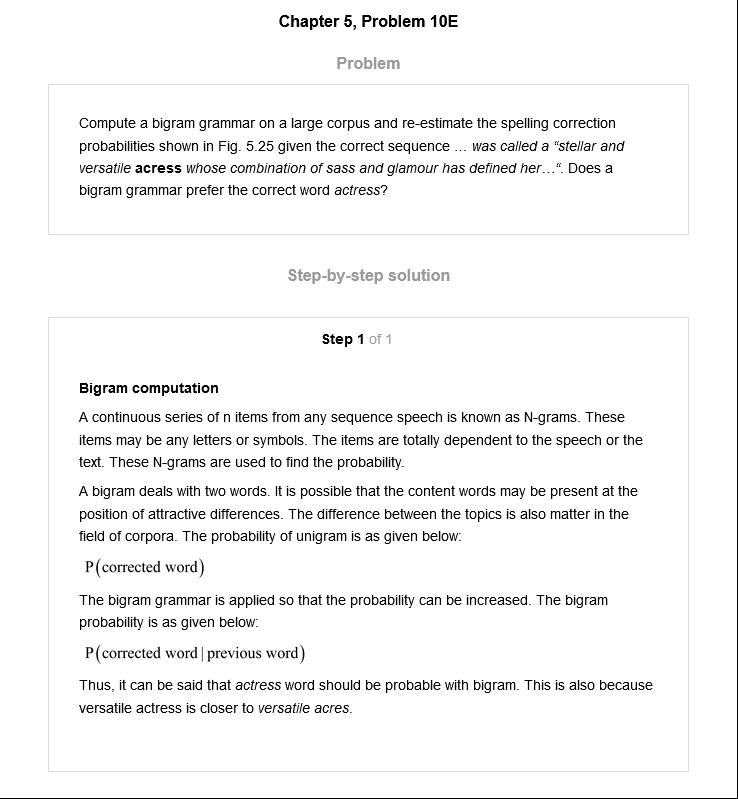 Chapter 5, Problem 10E
Problem
Compute a bigram grammar on a large corpus and re-estimate the spelling correction
probabilities shown in Fig. 5.25 given the correct sequence … was called a “stellar and
versatile acress whose combination of sass and glamour has defined her…“. Does a
bigram grammar prefer the correct word actress?
Step-by-step solution
Step 1 of 1
Bigram computation
A continuous series of n items from any sequence speech is known as N-grams. These
items may be any letters or symbols. The items are totally dependent to the speech or the
text. These N-grams are used to find the probability.
A bigram deals with two words. It is possible that the content words may be present at the
position of attractive differences. The difference between the topics is also matter in the
field of corpora. The probability of unigram is as given below:
P(corrected word)
The bigram grammar is applied so that the probability can be increased. The bigram
probability is as given below:
P(corrected word|previous word)
Thus, it can be said that actress word should be probable with bigram. This is also because
versatile actress is closer to versatile acres.